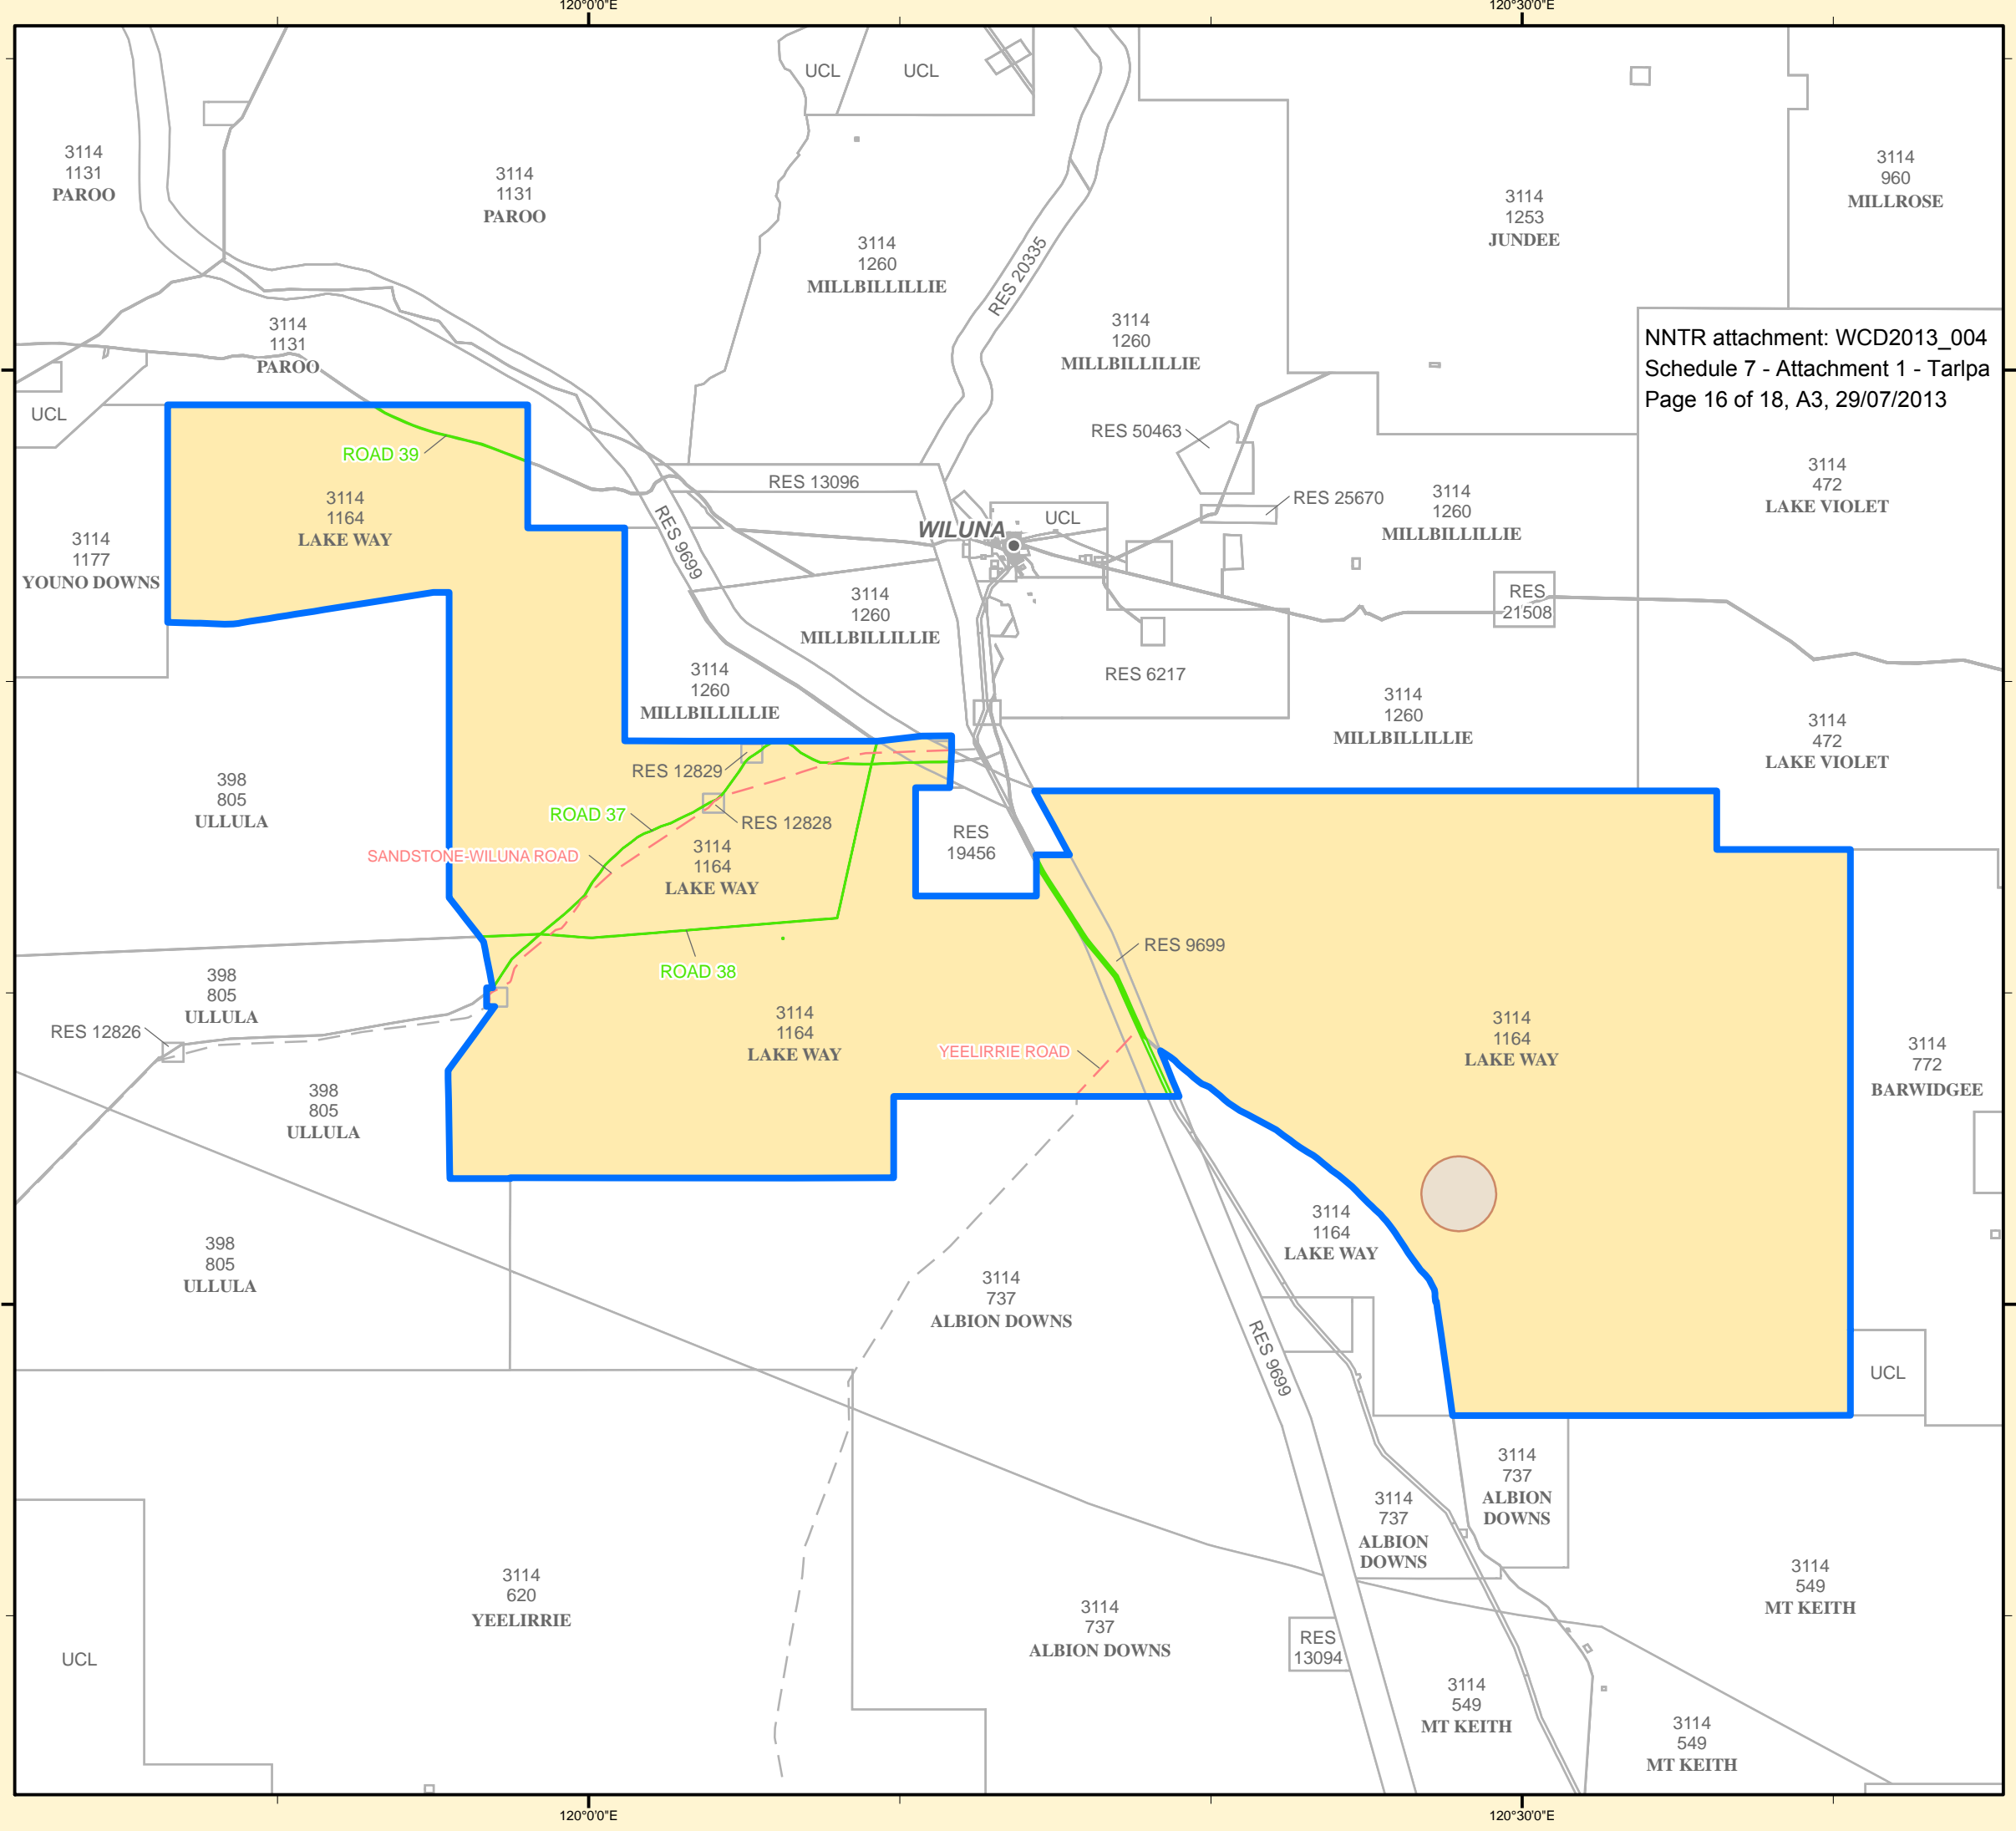 120°0'0"E
120°30'0"E
UCL
UCL
3114
1131
PAROO
3114
1131
PAROO
3114
1260
MILLBILLILLIE
RES 20335
3114
1253
JUNDEE
3114
960
MILLROSE
3114
1131
PAROO
3114
1260
MILLBILLILLIE
NNTR attachment: WCD2013_004
Schedule 7 - Attachment 1 - Tarlpa
Page 16 of 18, A3, 29/07/2013
UCL
ROAD 39
RES 50463
3114
1164
LAKE WAY
RES 13096
RES 9699
RES 25670
3114
1260
MILLBILLILLIE
3114
472
LAKE VIOLET
WILUNA
UCL
3114
1177
YOUNO DOWNS
3114
1260
MILLBILLILLIE
RES
21508
3114
1260
MILLBILLILLIE
RES 6217
3114
1260
MILLBILLILLIE
3114
472
LAKE VIOLET
398
805
ULLULA
RES 12829
ROAD 37
RES 12828
SANDSTONE-WILUNA ROAD
3114
1164
LAKE WAY
RES
19456
RES 9699
ROAD 38
398
805
ULLULA
RES 12826
3114
1164
LAKE WAY
YEELIRRIE ROAD
3114
1164
LAKE WAY
3114
772
BARWIDGEE
398
805
ULLULA
3114
1164
LAKE WAY
398
805
ULLULA
3114
737
ALBION DOWNS
RES 9699
UCL
3114
737
ALBION
DOWNS
3114
737
ALBION
DOWNS
3114
620
YEELIRRIE
3114
737
ALBION DOWNS
3114
549
MT KEITH
UCL
RES
13094
3114
549
MT KEITH
3114
549
MT KEITH
120°0'0"E
120°30'0"E